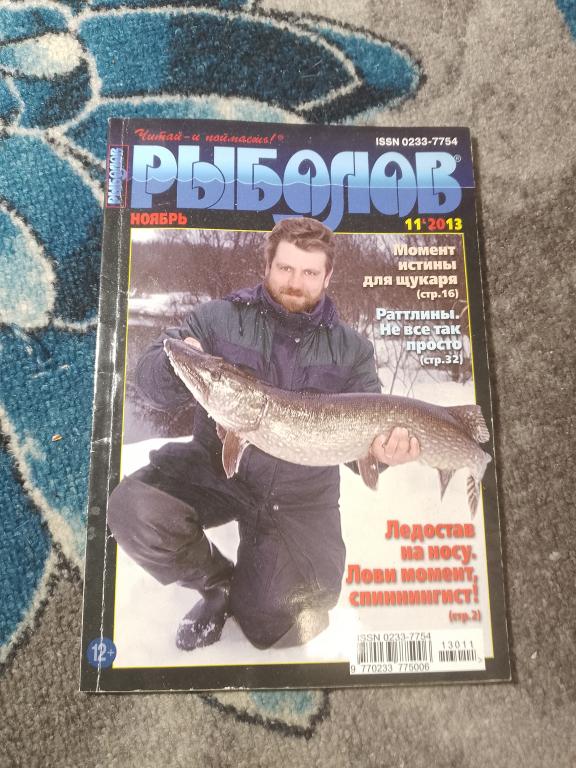 Читай - и поймаешь!®
ISSN 0233-7754
РЫБОЛОВ
РЫБОЛОВ®
НОЯБРЬ
11'2013
Момент
истины
для щукаря
(стр.16)
Раттлины.
Не все так
просто
(стр.32)
Ледостав
на носу.
Лови момент,
спиннингист!
(стр.2)
12+
ISSN 0233-7754
13011
9 770233 775006